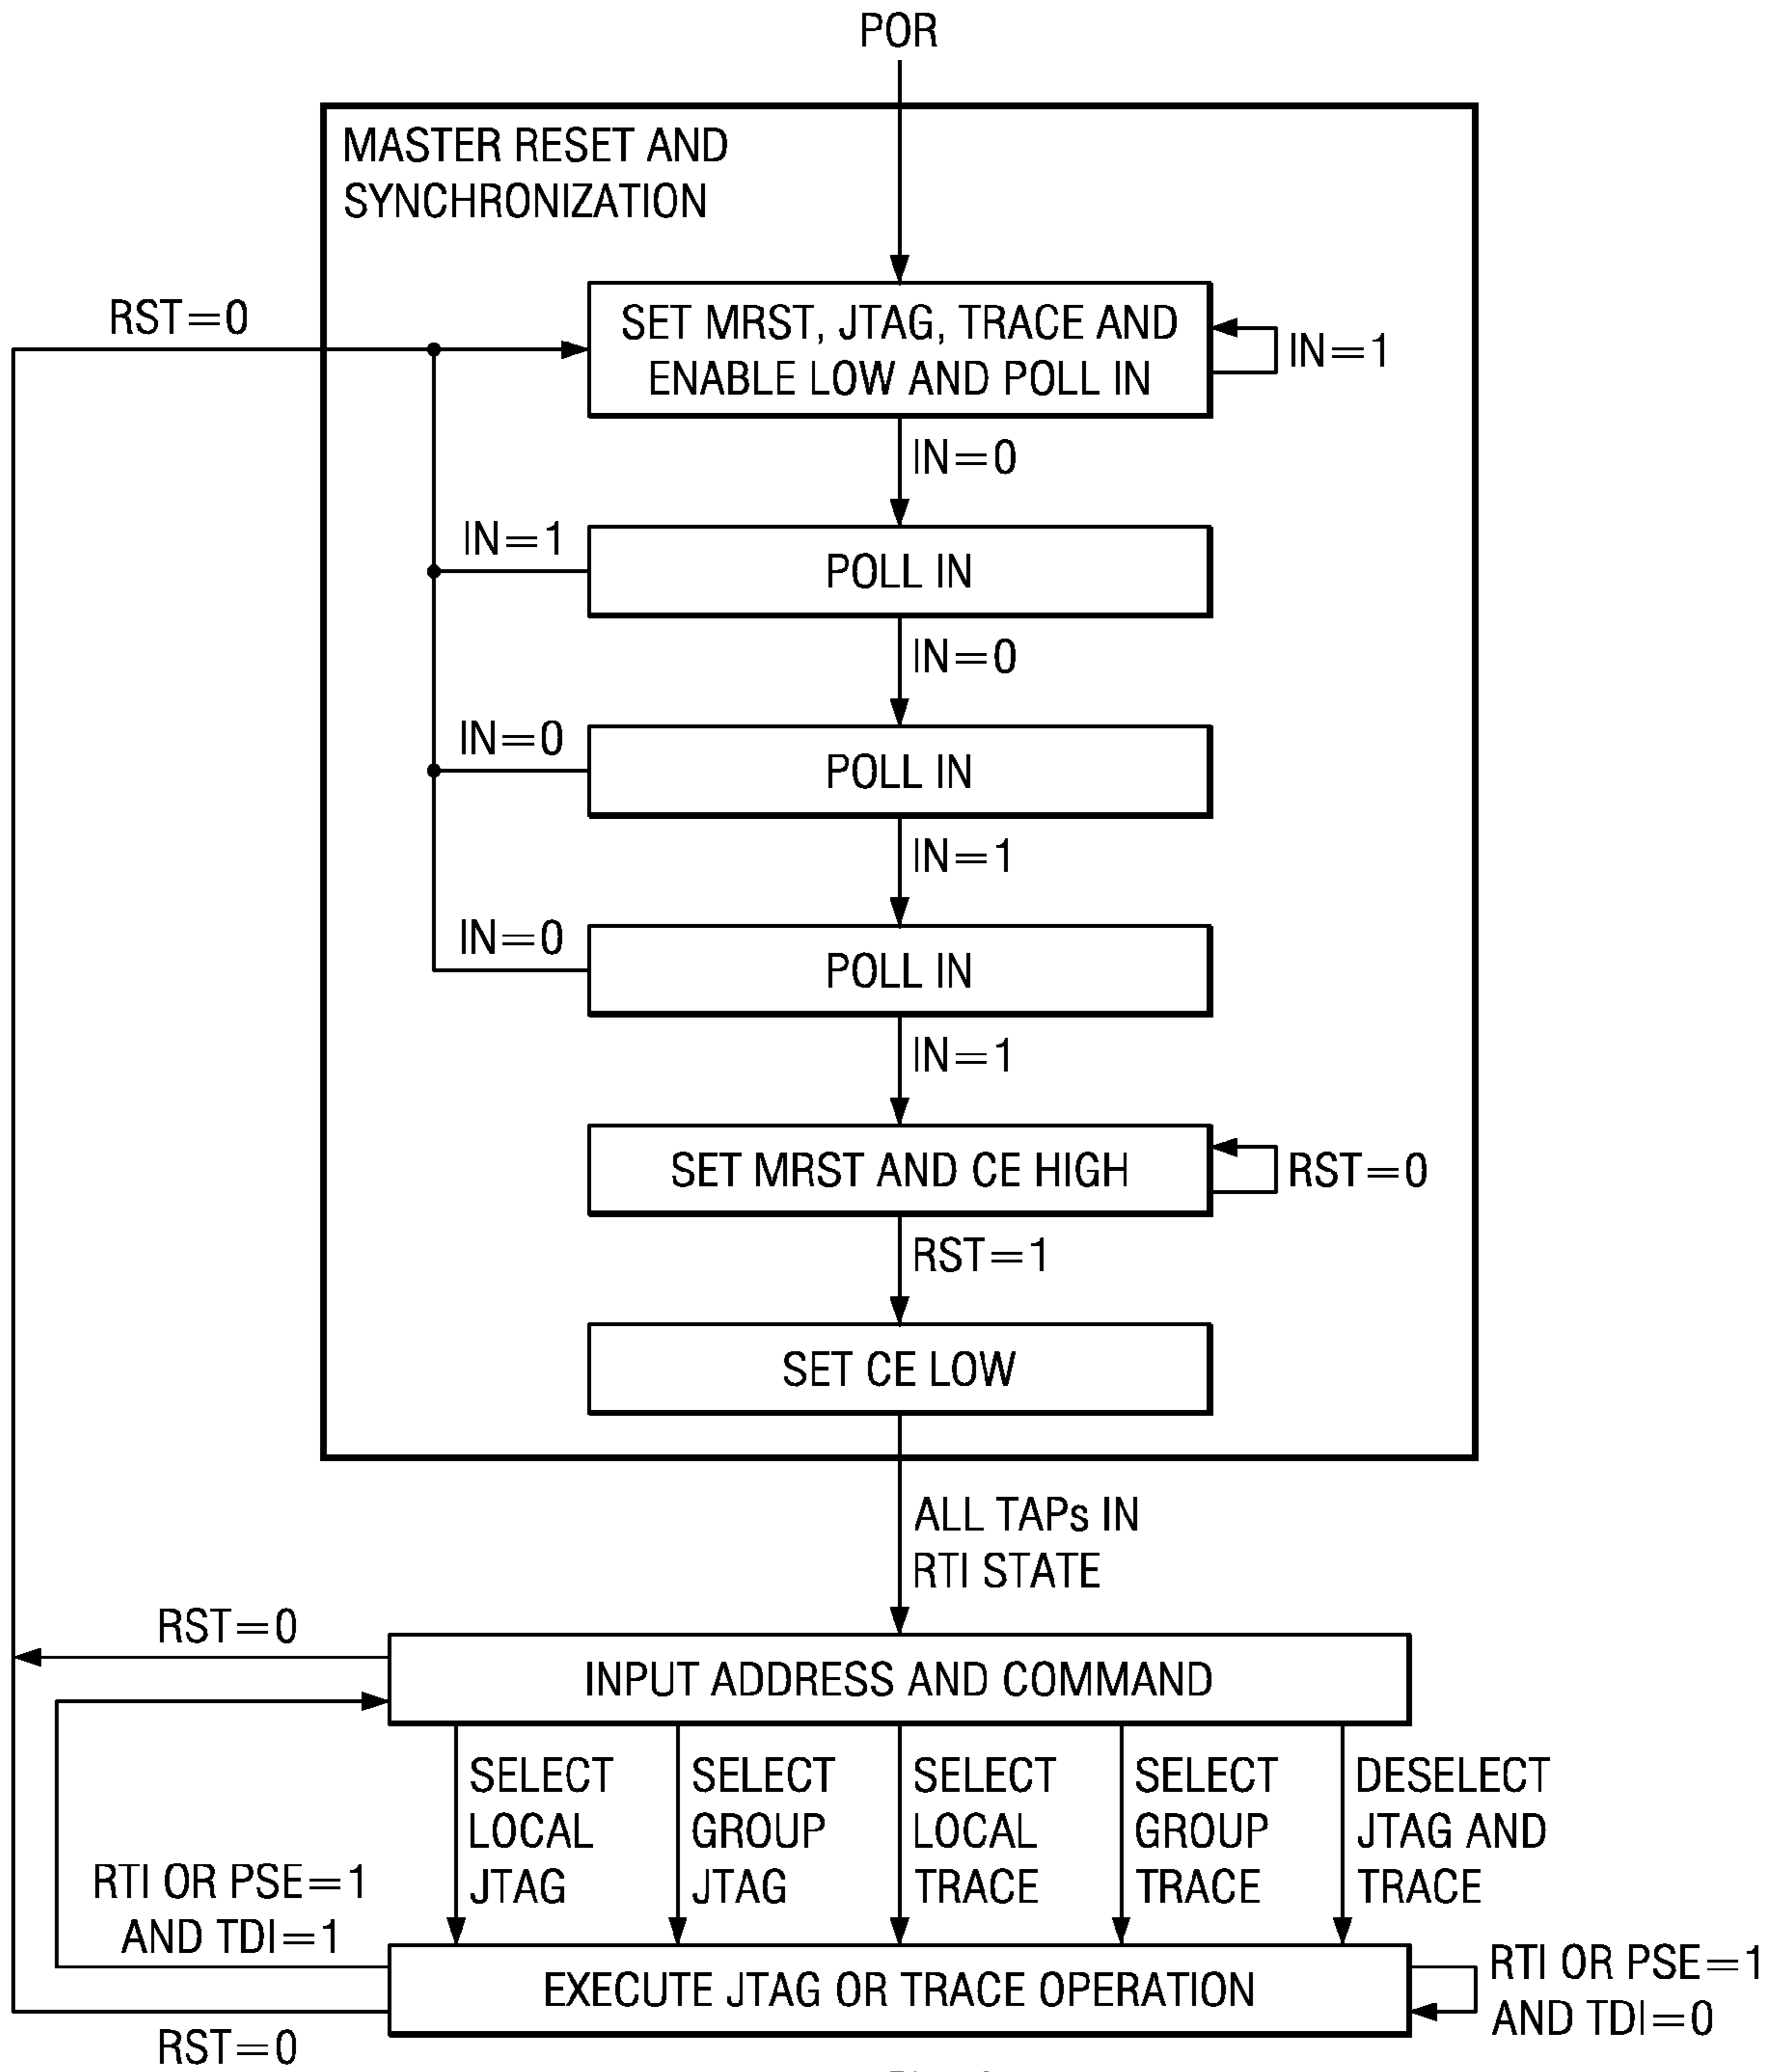 POR
MASTER RESET AND
SYNCHRONIZATION
RST=0
SET MRST, JTAG, TRACE AND
ENABLE LOW AND POLL IN
IN=1
IN=0
IN=1
POLL IN
IN=0
IN=0
POLL IN
IN=1
IN=0
POLL IN
IN=1
SET MRST AND CE HIGH
RST=0
RST=1
SET CE LOW
ALL TAPs IN
RTI STATE
RST=0
INPUT ADDRESS AND COMMAND
SELECT
LOCAL
JTAG
SELECT
GROUP
JTAG
SELECT
LOCAL
TRACE
SELECT
GROUP
TRACE
DESELECT
JTAG AND
TRACE
RTI OR PSE=1
AND TDI=1
EXECUTE JTAG OR TRACE OPERATION
RTI OR PSE=1
AND TDI=0
RST=0